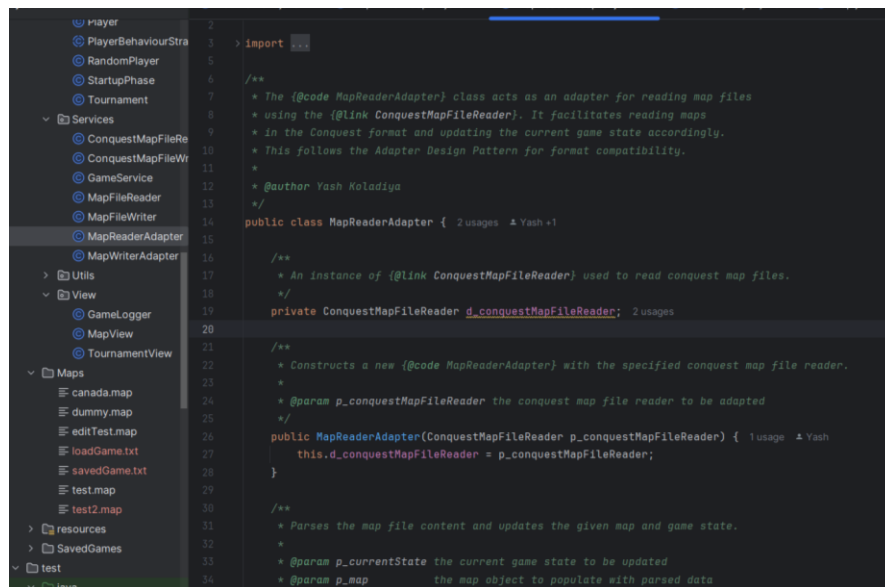 Player
PlayerBehaviourStra
RandomPlayer
StartupPhase
Tournament
Services
ConquestMapFileRe
ConquestMapFileWr
GameService
MapFileReader
MapFileWriter
MapReaderAdapter
MapWriterAdapter
Utils
View
GameLogger
MapView
TournamentView
Maps
canada.map
dummy.map
editTest.map
loadGame.txt
savedGame.txt
test.map
test2.map
resources
SavedGames
test
2
3 import ...
5
6 /**
7 * The {@code MapReaderAdapter} class acts as an adapter for reading map files
8 * using the {@link ConquestMapFileReader}. It facilitates reading maps
9 * in the Conquest format and updating the current game state accordingly.
10 * This follows the Adapter Design Pattern for format compatibility.
11 *
12 * @author Yash Koladiya
13 */
14 public class MapReaderAdapter { 2 usages Yash +1
15
16 /**
17 * An instance of {@link ConquestMapFileReader} used to read conquest map files.
18 */
19 private ConquestMapFileReader d_conquestMapFileReader; 2 usages
20
21 /**
22 * Constructs a new {@code MapReaderAdapter} with the specified conquest map file reader.
23 *
24 * @param p_conquestMapFileReader the conquest map file reader to be adapted
25 */
26 public MapReaderAdapter(ConquestMapFileReader p_conquestMapFileReader) { 1 usage Yash
27 this.d_conquestMapFileReader = p_conquestMapFileReader;
28 }
29
30 /**
31 * Parses the map file content and updates the given map and game state.
32 *
33 * @param p_currentState the current game state to be updated
34 * @param p_map the map object to populate with parsed data